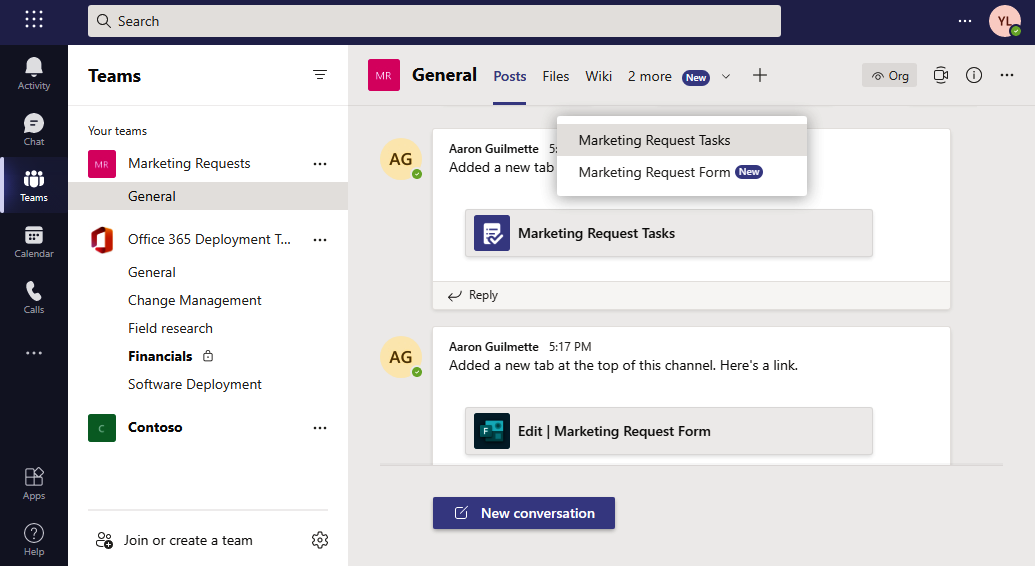 Search
YL
Activity
Chat
Teams
Calendar
Calls
Apps
Help
Teams
Your teams
MR Marketing Requests
General
Office 365 Deployment T...
General
Change Management
Field research
Financials
Software Deployment
C Contoso
Join or create a team
MR General Posts Files Wiki 2 more New
Org
Marketing Request Tasks
Marketing Request Form New
AG Aaron Guilmette
Added a new tab
Marketing Request Tasks
Reply
AG Aaron Guilmette 5:17 PM
Added a new tab at the top of this channel. Here's a link.
F Edit | Marketing Request Form
New conversation